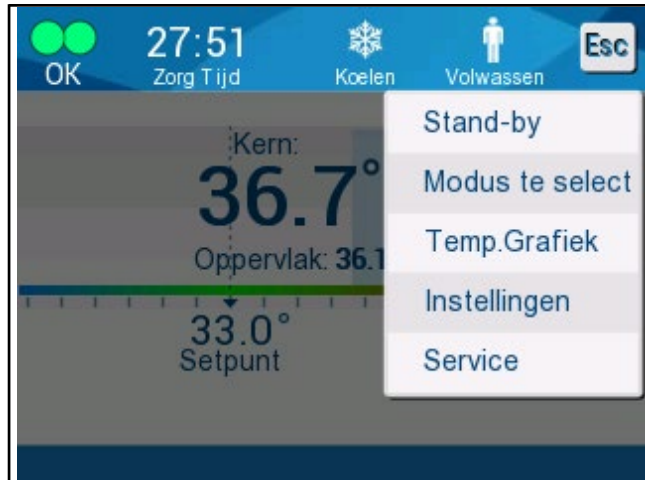 27:51
Esc
OK
Zorg Tijd
Koelen
Volwassen
Kern:
36.7°
Oppervlak: 36.1
33.0°
Setpunt
Stand-by
Modus te select
Temp.Grafiek
Instellingen
Service